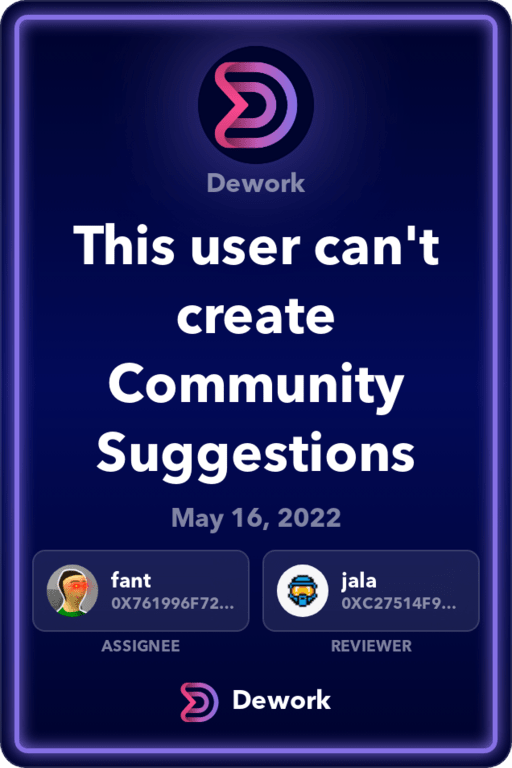 Dework
This user can't
create
Community
Suggestions
May 16, 2022
fant
0X761996F72...
ASSIGNEE
jala
0XC27514F9...
REVIEWER
Dework